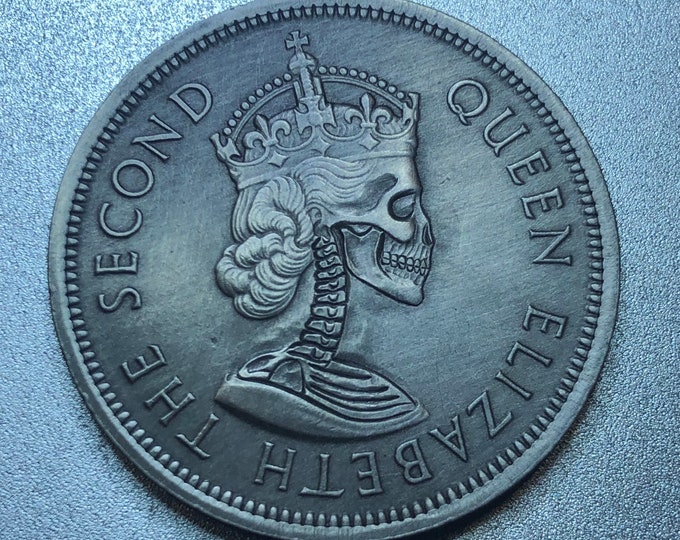 QUEEN ELIZABETH THE SECOND